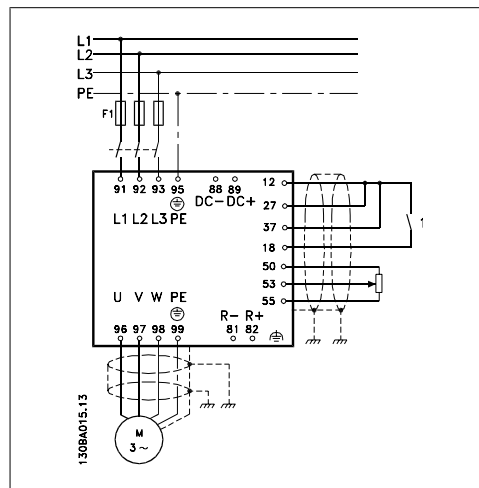 L1
L2
L3
PE
F1
91 92 93 95 88 89 12
DC- DC+
L1 L2 L3 PE
27
37
18
1
50
53
55
U V W PE
R- R+
96 97 98 99 81 82
M
3~
130BA015.13